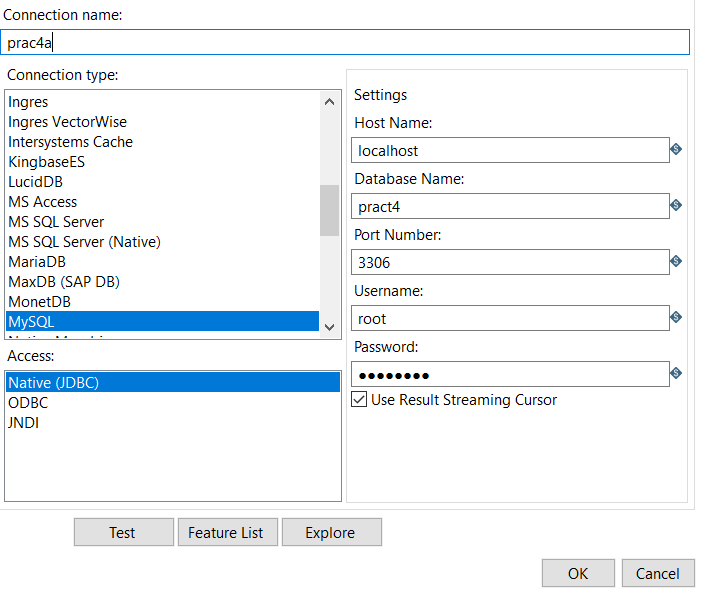 Connection name:
prac4a
Connection type:
Ingres
Ingres VectorWise
Intersystems Cache
KingbaseES
LucidDB
MS Access
MS SQL Server
MS SQL Server (Native)
MariaDB
MaxDB (SAP DB)
MonetDB
MySQL
Access:
Native (JDBC)
ODBC
JNDI
Settings
Host Name:
localhost
Database Name:
pract4
Port Number:
3306
Username:
root
Password:
●●●●●●●●
Use Result Streaming Cursor
Test
Feature List
Explore
OK
Cancel